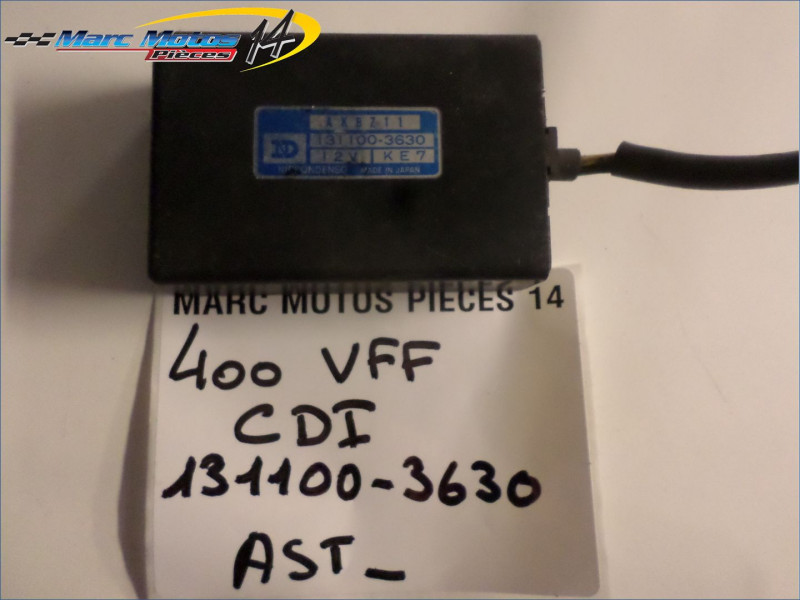 Marc Motos 14
Pièces
AKBZ11
131100-3630
12V KE7
MADE IN JAPAN
MARC MOTOS PIECES 14
400 VFF
CDI
131100-3630
AST_